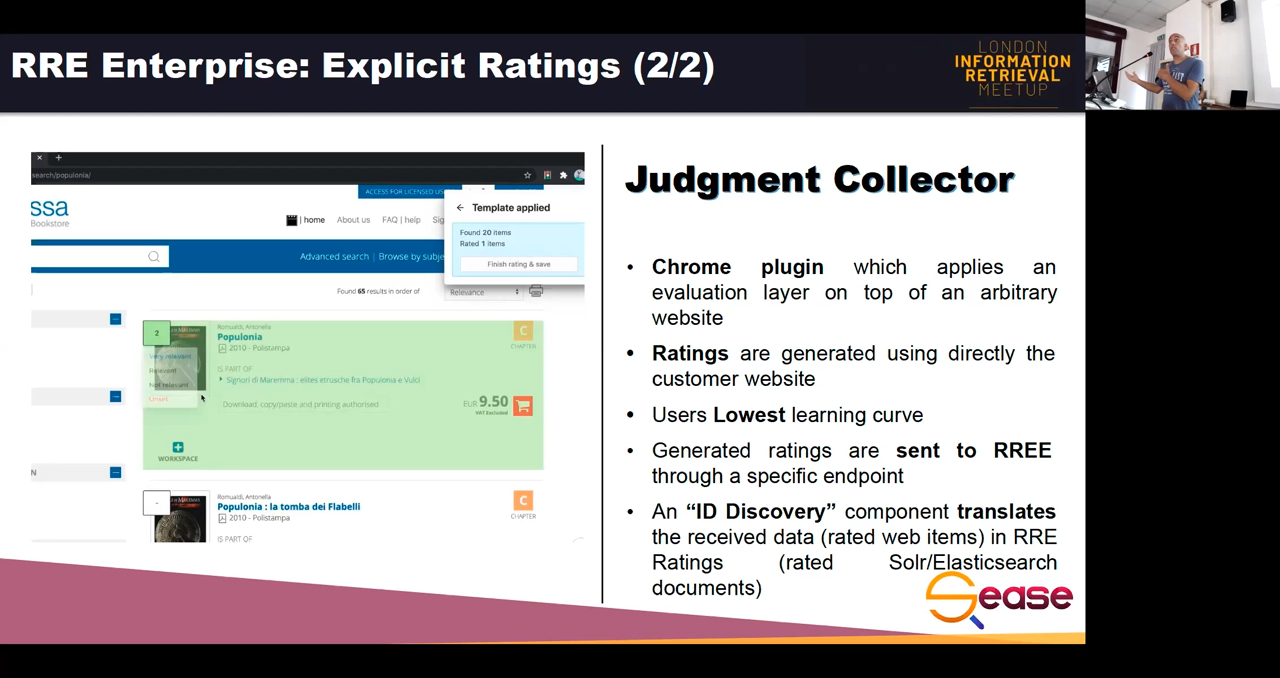 RRE Enterprise: Explicit Ratings (2/2)
LONDON
INFORMATION
RETRIEVAL
MEETUP
search/populonia/
ssa
Bookstore
ACCESS FOR LICENSED US
home
About us
FAQ | help
Sig
Advanced search | Browse by subje
Template applied
Found 20 items
Rated 1 items
Finish rating & save
Found 65 results in order of
Relevance
2
Very relevant
Relevant
Not relevant
Unset
Romualdi, Antonella
Populonia
2010 - Polistampa
IS PART OF
Signori di Maremma : elites etrusche fra Populonia e Vulci
Download, copy/paste and printing authorised
C
CHAPTER
EUR 9.50
VAT Excluded
WORKSPACE
N
-
Romualdi, Antonella
Populonia : la tomba dei Flabelli
2010 - Polistampa
IS PART OF
C
CHAPTER
Judgment Collector
• Chrome plugin which applies an
evaluation layer on top of an arbitrary
website
• Ratings are generated using directly the
customer website
• Users Lowest learning curve
• Generated ratings are sent to RREE
through a specific endpoint
• An “ID Discovery” component translates
the received data (rated web items) in RRE
Ratings (rated Solr/Elasticsearch
documents)
Sease